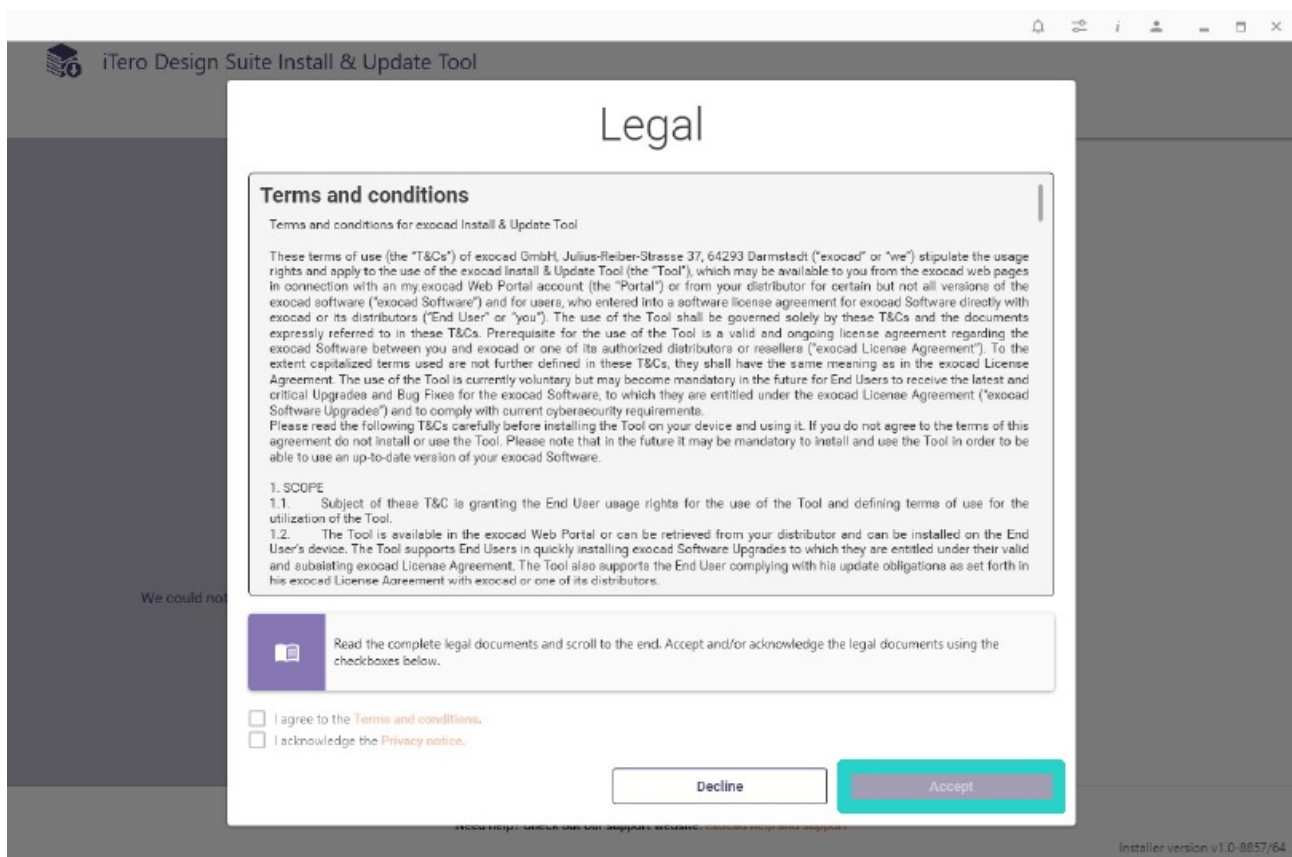 iTero Design Suite Install & Update Tool
Legal
Terms and conditions
Terms and conditions for exocad Install & Update Tool
These terms of use (the "T&Cs") of exocad GmbH, Julius-Reiber-Strasse 37, 64293 Darmstadt ("exocad" or "we") stipulate the usage
rights and apply to the use of the exocad Install & Update Tool (the "Tool"), which may be available to you from the exocad web pages
in connection with an my.exocad Web Portal account (the "Portal") or from your distributor for certain but not all versions of the
exocad software ("exocad Software") and for users, who entered into a software license agreement for exocad Software directly with
exocad or its distributors ("End User" or "you"). The use of the Tool shall be governed solely by these T&Cs and the documents
expressly referred to in these T&Cs. Prerequisite for the use of the Tool is a valid and ongoing license agreement regarding the
exocad Software between you and exocad or one of its authorized distributors or resellers ("exocad License Agreement"). To the
extent capitalized terms used are not further defined in these T&Cs, they shall have the same meaning as in the exocad License
Agreement. The use of the Tool is currently voluntary but may become mandatory in the future for End Users to receive the latest and
critical Upgrades and Bug Fixes for the exocad Software, to which they are entitled under the exocad License Agreement ("exocad
Software Upgrades") and to comply with current cybersecurity requirements.
Please read the following T&Cs carefully before installing the Tool on your device and using it. If you do not agree to the terms of this
agreement do not install or use the Tool. Please note that in the future it may be mandatory to install and use the Tool in order to be
able to use an up-to-date version of your exocad Software.
1. SCOPE
1.1. Subject of these T&C is granting the End User usage rights for the use of the Tool and defining terms of use for the
utilization of the Tool.
1.2. The Tool is available in the exocad Web Portal or can be retrieved from your distributor and can be installed on the End
User's device. The Tool supports End Users in quickly installing exocad Software Upgrades to which they are entitled under their valid
and subsisting exocad License Agreement. The Tool also supports the End User complying with his update obligations as set forth in
his exocad License Agreement with exocad or one of its distributors.
We could not
Read the complete legal documents and scroll to the end. Accept and/or acknowledge the legal documents using the
checkboxes below.
I agree to the Terms and conditions.
I acknowledge the Privacy notice.
Decline
Accept
Need help? Check out our support website: exocad help and support
Installer version v1.0-8857/64